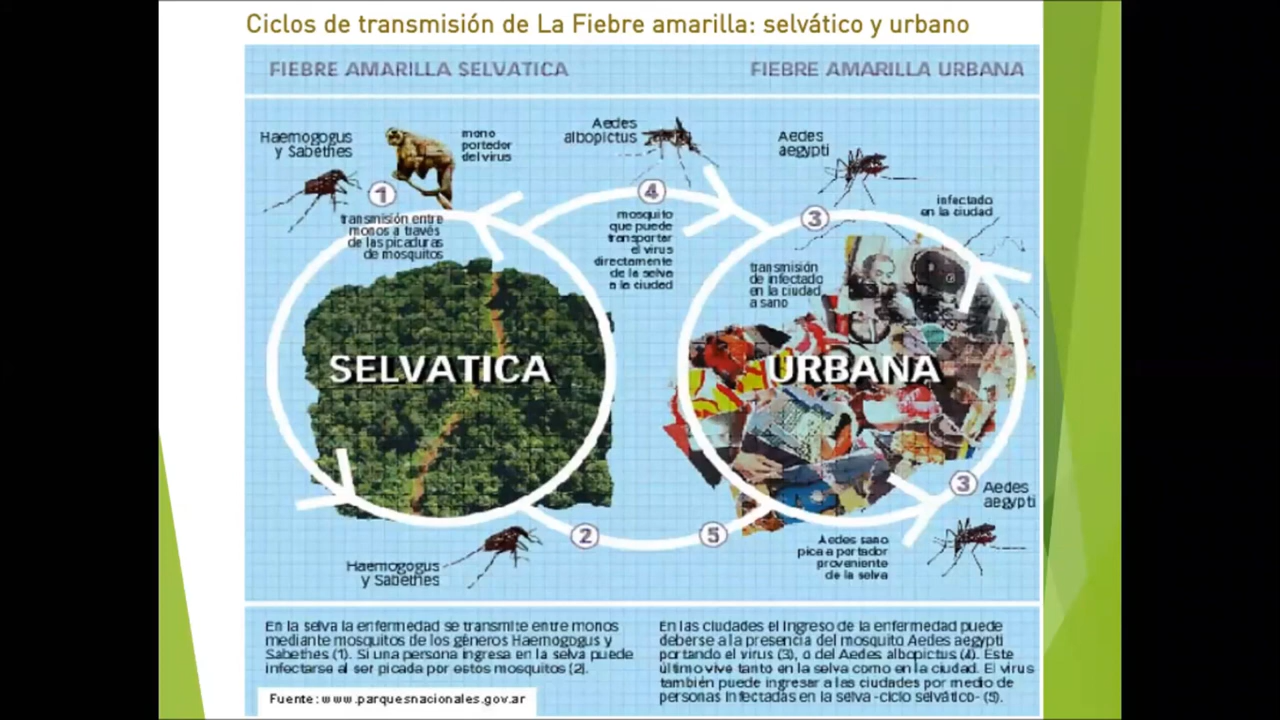 Ciclos de transmisión de La Fiebre amarilla: selvático y urbano
FIEBRE AMARILLA SELVATICA
FIEBRE AMARILLA URBANA
Haemogogus
y Sabethes
mono
portedor
del virus
Aedes
albopictus
Aedes
aegypti
1
4
3
infectado
en la ciudad
transmisión entre
monos a través
de las picaduras
de mosquitos
mosquito
que puede
transportar
el virus
directamente
de la selva
a la ciudad
transmisión
de infectado
en la ciudad
a sano
SELVATICA
URBANA
3
Aedes
aegypti
2
5
Haemogogus
y Sabethes
Aedes sano
pica a portador
proveniente
de la selva
En la selva la enfermedad se transmite entre monos
mediante mosquitos de los géneros Haemogogus y
Sabethes (1). Si una persona ingresa en la selva puede
infectarse al ser picada por estos mosquitos (2).
Fuente: www.parquesnacionales.gov.ar
En las ciudades el ingreso de la enfermedad puede
deberse a la presencia del mosquito Aedes aegypti
portando el virus (3), o del Aedes albopictus (4). Este
último vive tanto en la selva como en la ciudad. El virus
también puede ingresar a las ciudades por medio de
personas infectadas en la selva -ciclo selvático- (5).